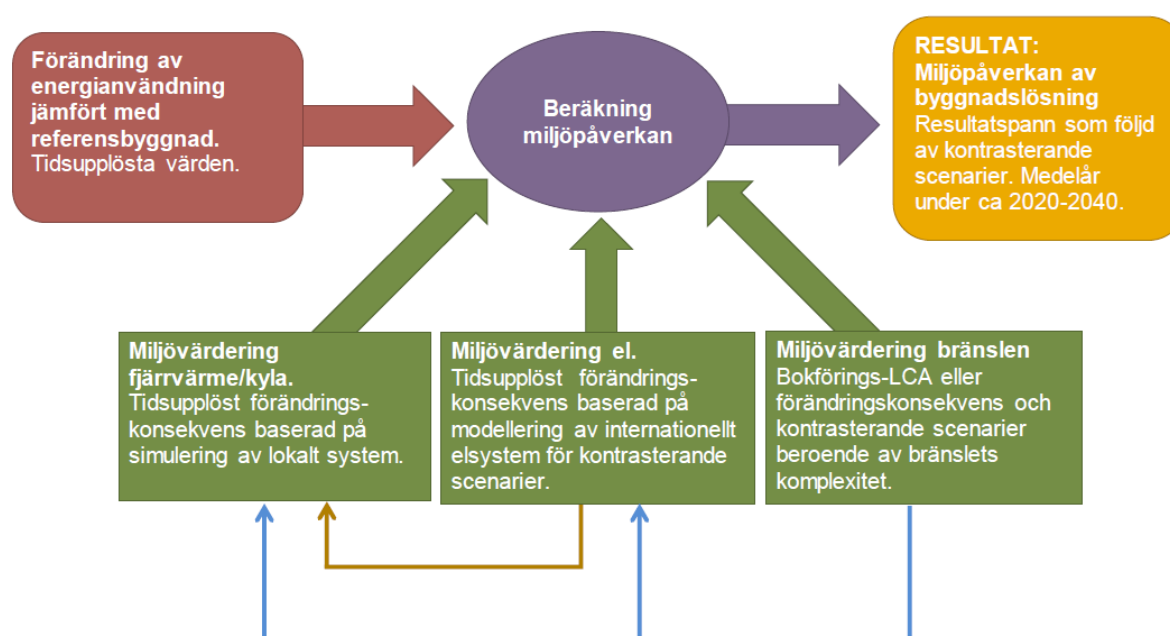 Förändring av
energianvändning
jämfört med
referensbyggnad.
Tidsupplösta värden.
Beräkning
miljöpåverkan
RESULTAT:
Miljöpåverkan av
byggnadslösning
Resultatspann som följd
av kontrasterande
scenarier. Medelår
under ca 2020-2040.
Miljövärdering
fjärrvärme/kyla.
Tidsupplöst förändrings-
konsekvens baserad på
simulering av lokalt system.
Miljövärdering el.
Tidsupplöst förändrings-
konsekvens baserad på
modellering av internationellt
elsystem för kontrasterande
scenarier.
Miljövärdering bränslen
Bokförings-LCA eller
förändringskonsekvens och
kontrasterande scenarier
beroende av bränslets
komplexitet.